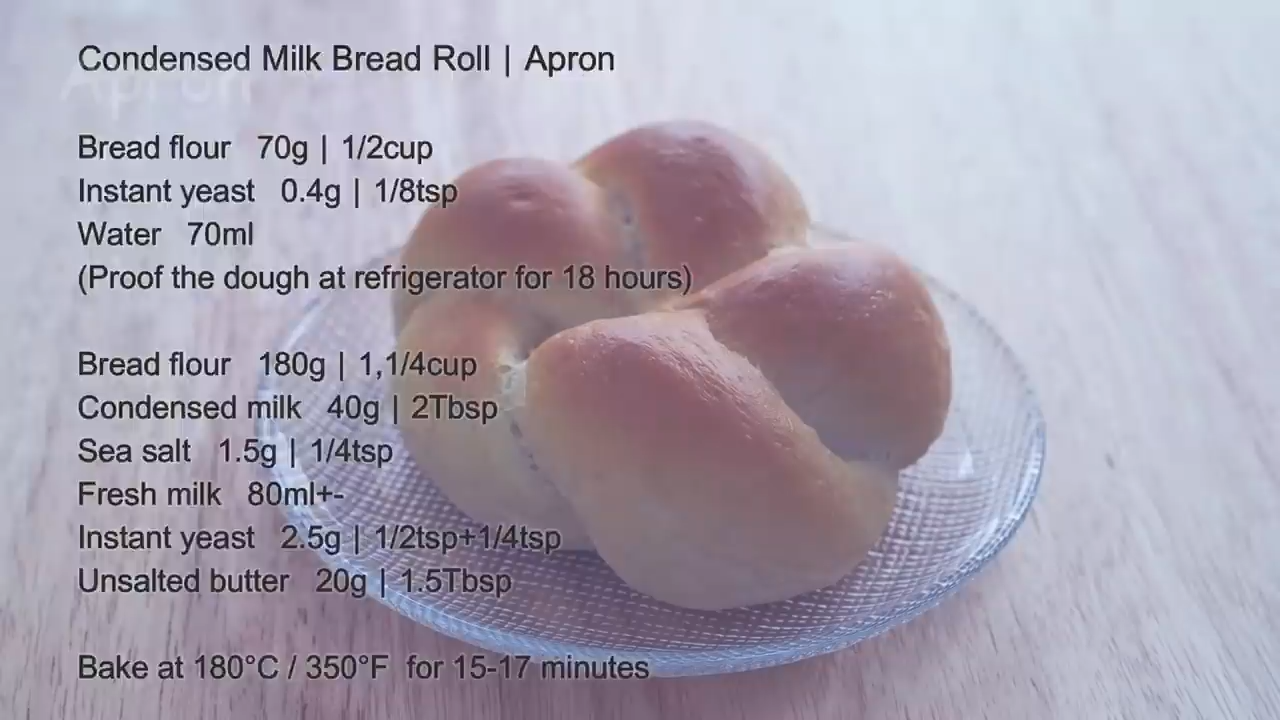 Condensed Milk Bread Roll | Apron
Apron
Bread flour 70g | 1/2cup
Instant yeast 0.4g | 1/8tsp
Water 70ml
(Proof the dough at refrigerator for 18 hours)
Bread flour 180g | 1,1/4cup
Condensed milk 40g | 2Tbsp
Sea salt 1.5g | 1/4tsp
Fresh milk 80ml+-
Instant yeast 2.5g | 1/2tsp+1/4tsp
Unsalted butter 20g | 1.5Tbsp
Bake at 180°C / 350°F for 15-17 minutes